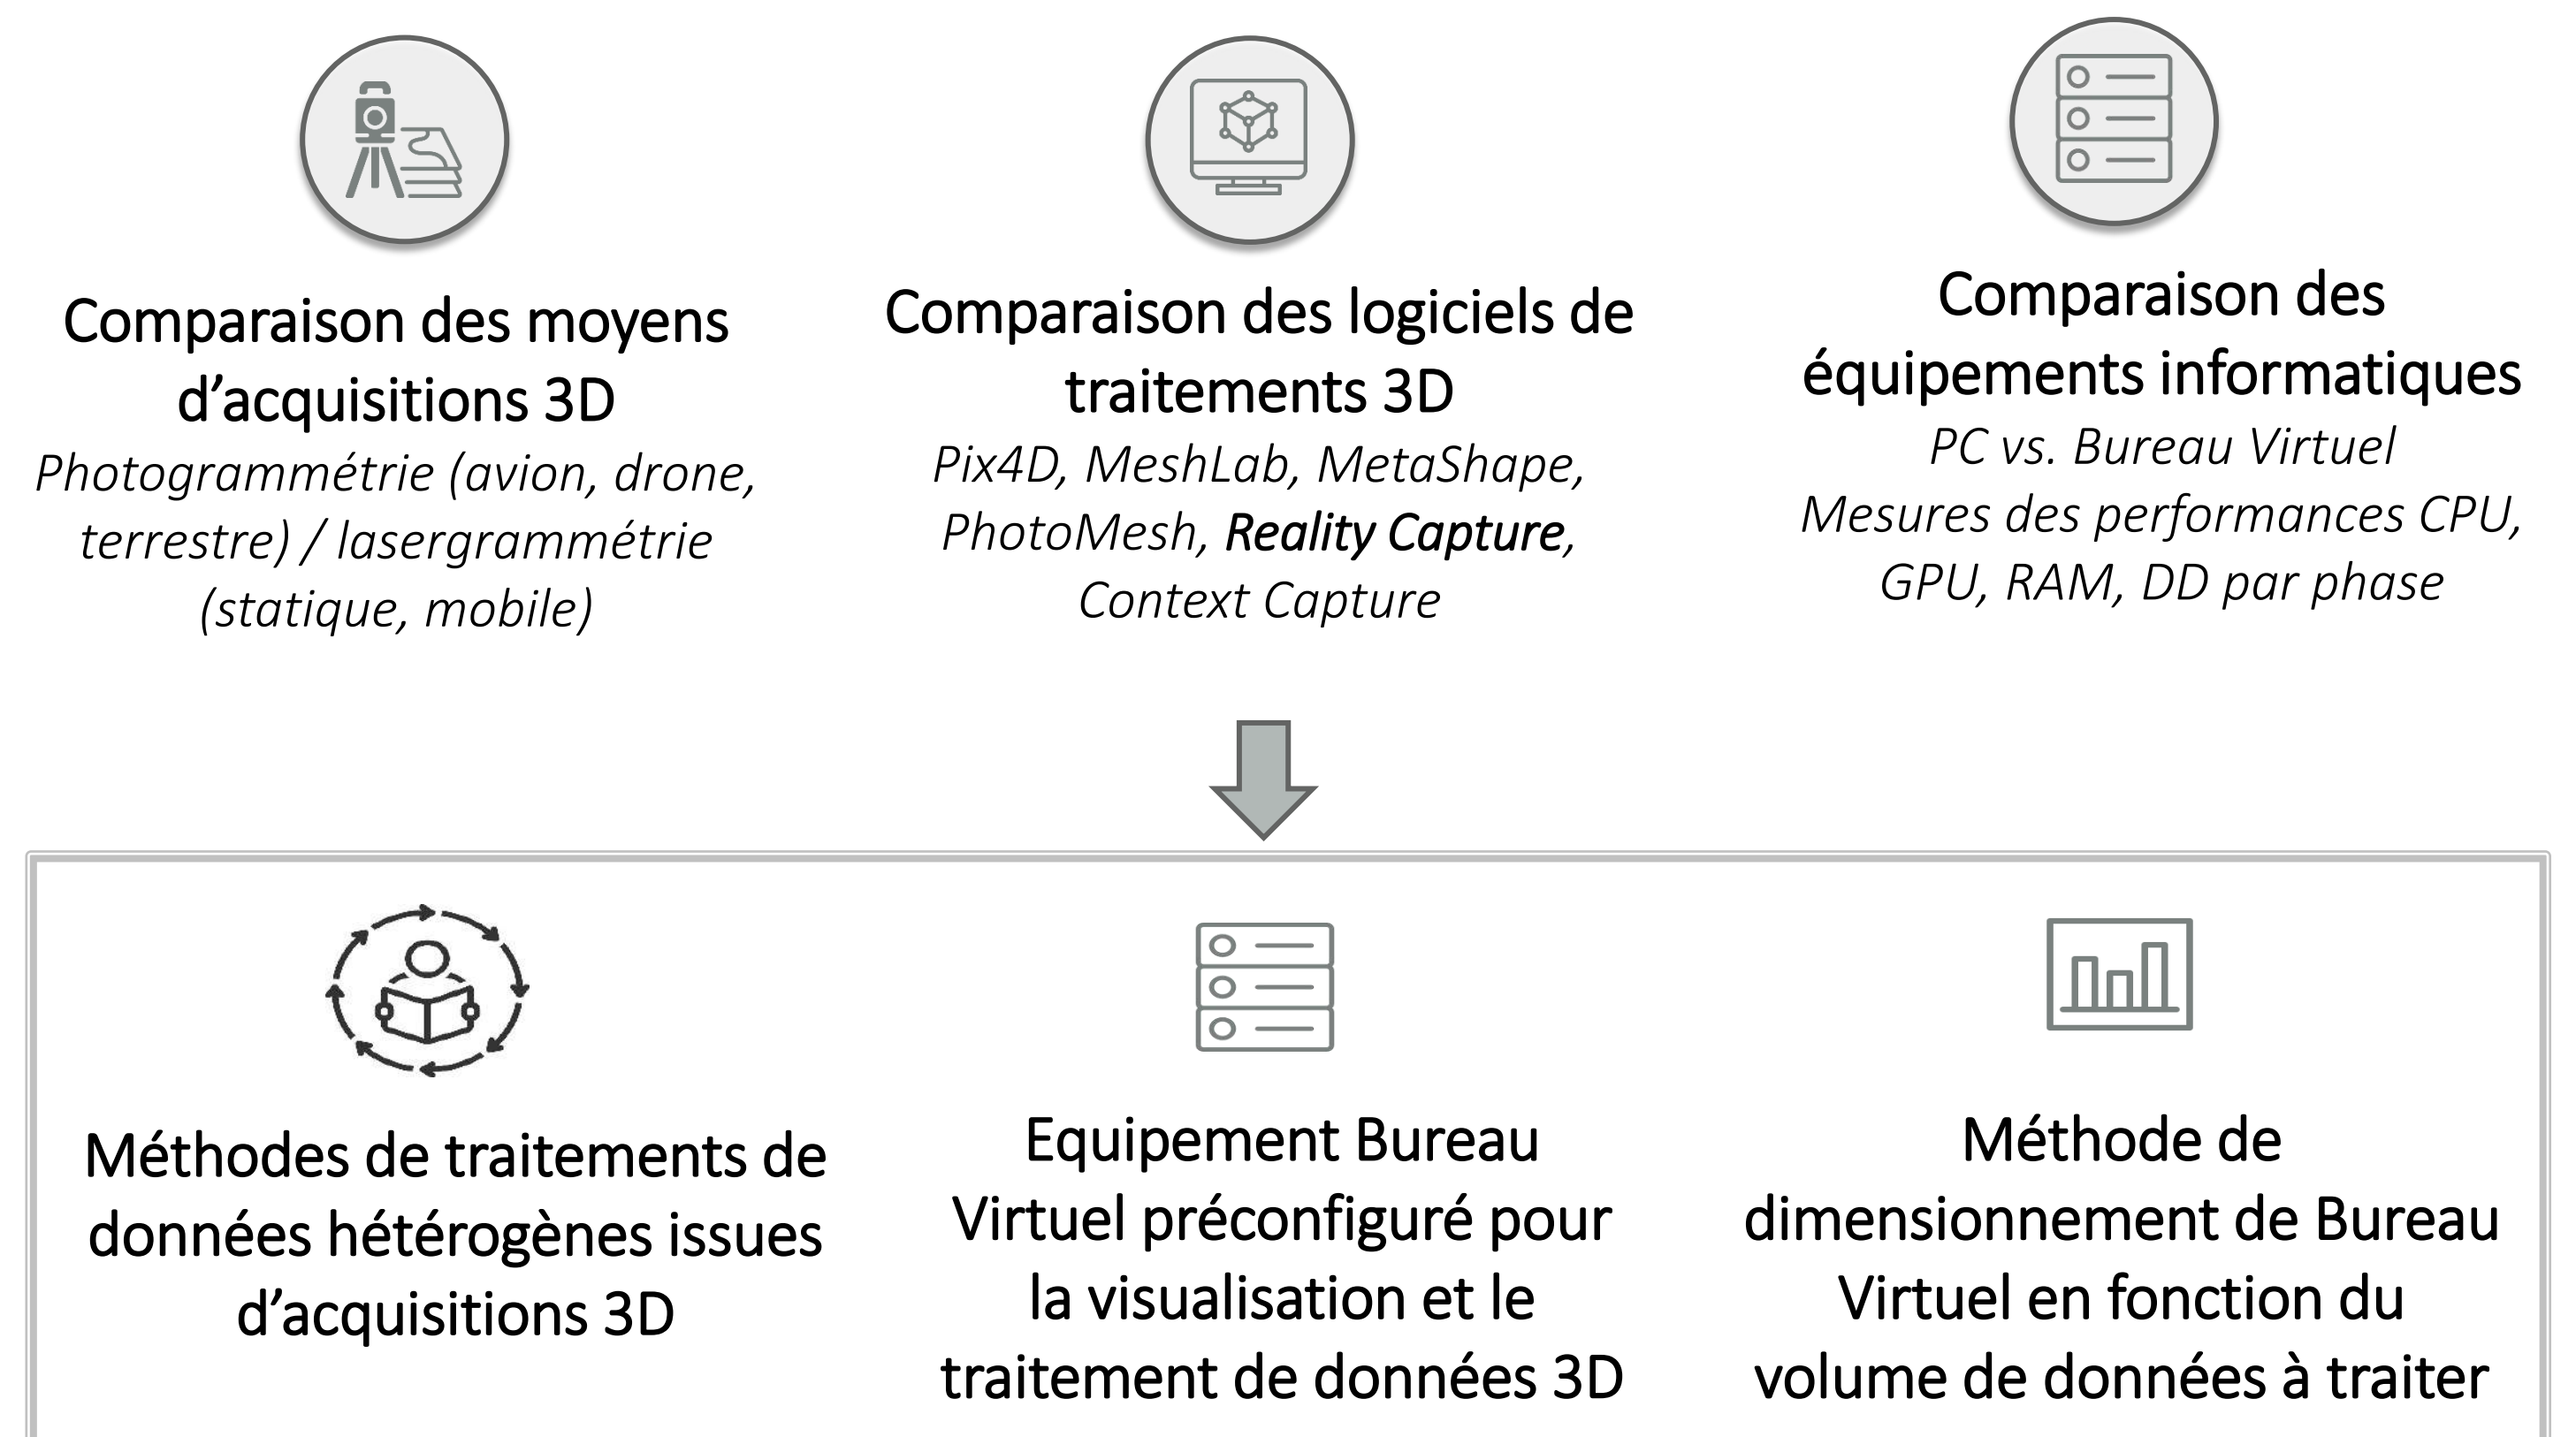 Comparaison des moyens
d’acquisitions 3D
Photogrammétrie (avion, drone,
terrestre) / lasergrammétrie
(statique, mobile)
Comparaison des logiciels de
traitements 3D
Pix4D, MeshLab, MetaShape,
PhotoMesh, Reality Capture,
Context Capture
Comparaison des
équipements informatiques
PC vs. Bureau Virtuel
Mesures des performances CPU,
GPU, RAM, DD par phase
Méthodes de traitements de
données hétérogènes issues
d’acquisitions 3D
Equipement Bureau
Virtuel préconfiguré pour
la visualisation et le
traitement de données 3D
Méthode de
dimensionnement de Bureau
Virtuel en fonction du
volume de données à traiter